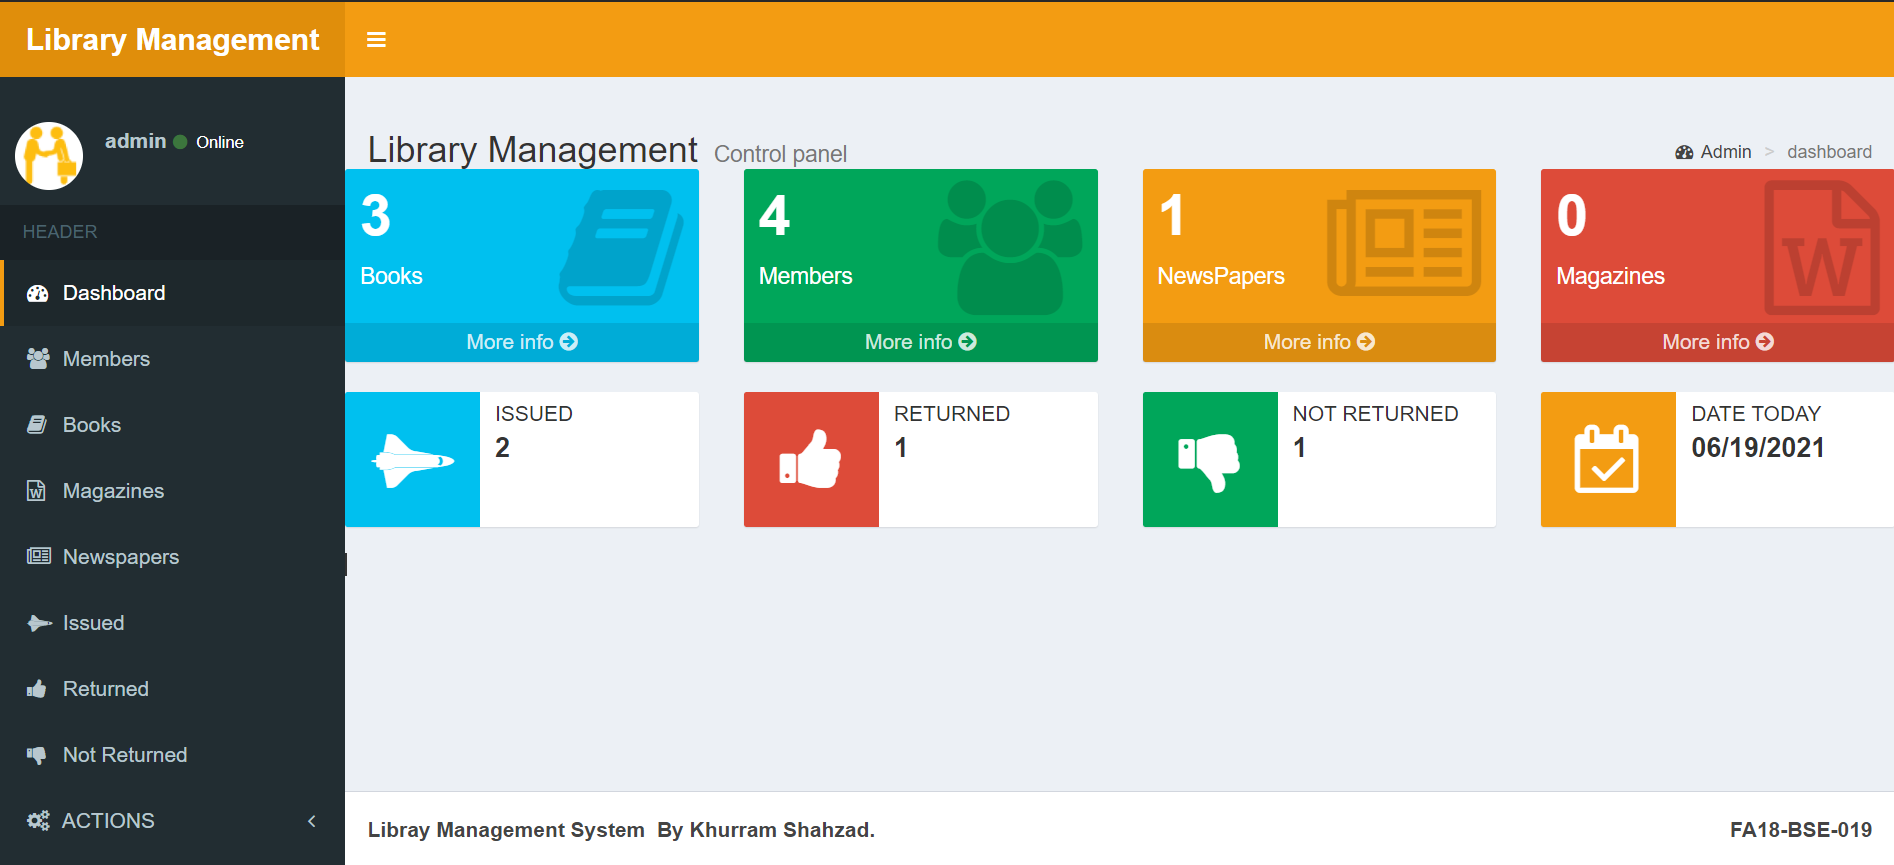 Library Management
admin Online
HEADER
Dashboard
Members
Books
Magazines
Newspapers
Issued
Returned
Not Returned
ACTIONS
Library Management Control panel
Admin > dashboard
3
Books
More info
4
Members
More info
1
NewsPapers
More info
0
Magazines
More info
W
ISSUED
2
RETURNED
1
NOT RETURNED
1
DATE TODAY
06/19/2021
Libray Management System By Khurram Shahzad.
FA18-BSE-019